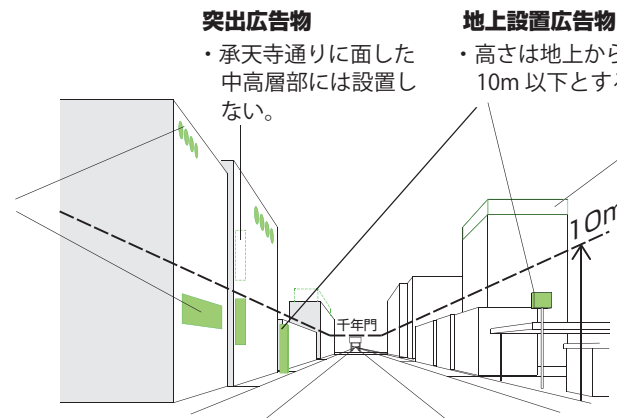 突出広告物
・承天寺通りに面した
中高層部には設置し
ない。
地上設置広告物
・高さは地上から
10m 以下とする
千年門
10m